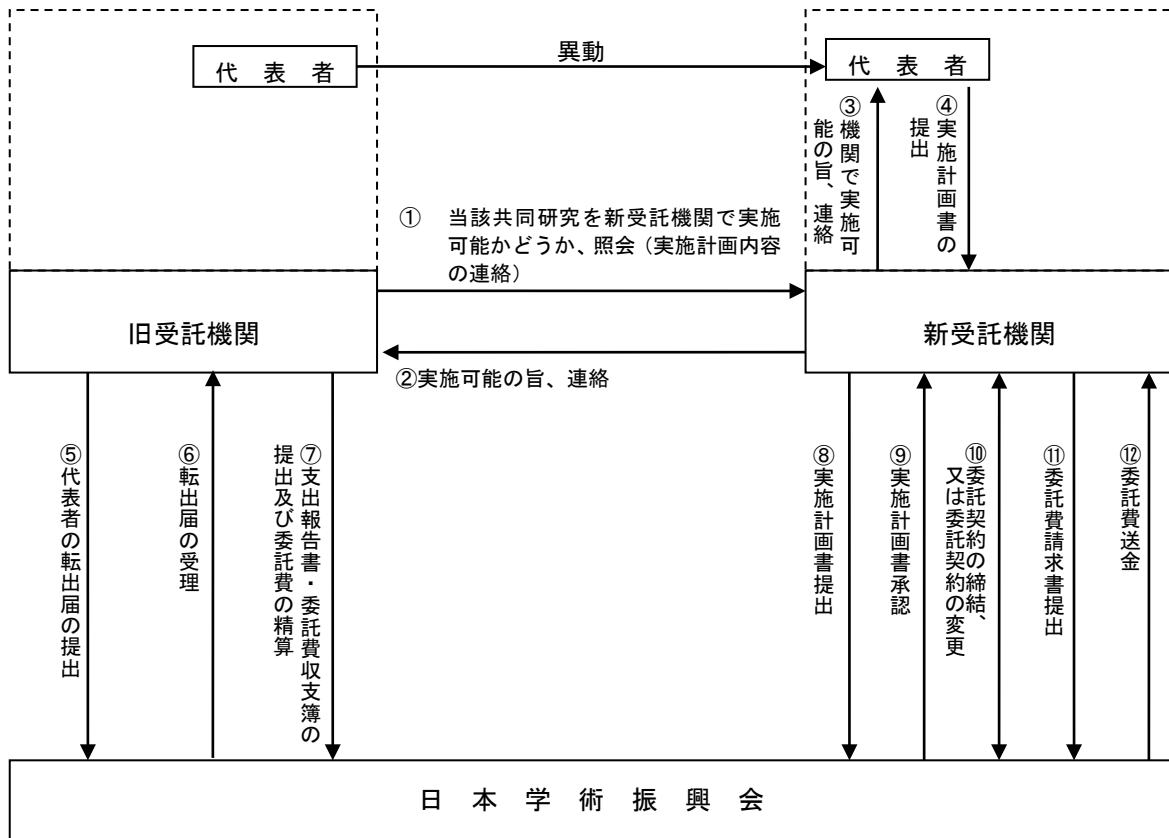 代 表 者
異動
代 表 者
③機関で実施可
能の旨、連絡
④実施計画書の
提出
① 当該共同研究を新受託機関で実施
可能かどうか、照会（実施計画内容
の連絡）
旧受託機関
新受託機関
②実施可能の旨、連絡
⑤代表者の転出届の提出
⑥転出届の受理
⑦支出報告書・委託費収支簿の
提出及び委託費の精算
⑧実施計画書提出
⑨実施計画書承認
⑩委託契約の締結、
又は委託契約の変更
⑪委託費請求書提出
⑫委託費送金
日 本 学 術 振 興 会